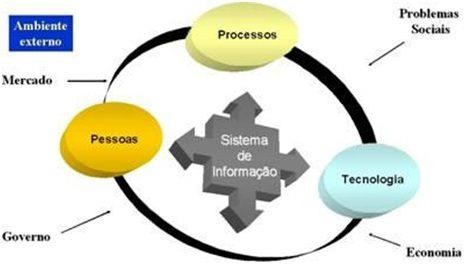 Ambiente
externo
Processos
Problemas
Sociais
Mercado
Pessoas
Sistema
de
Informação
Tecnologia
Governo
Economia